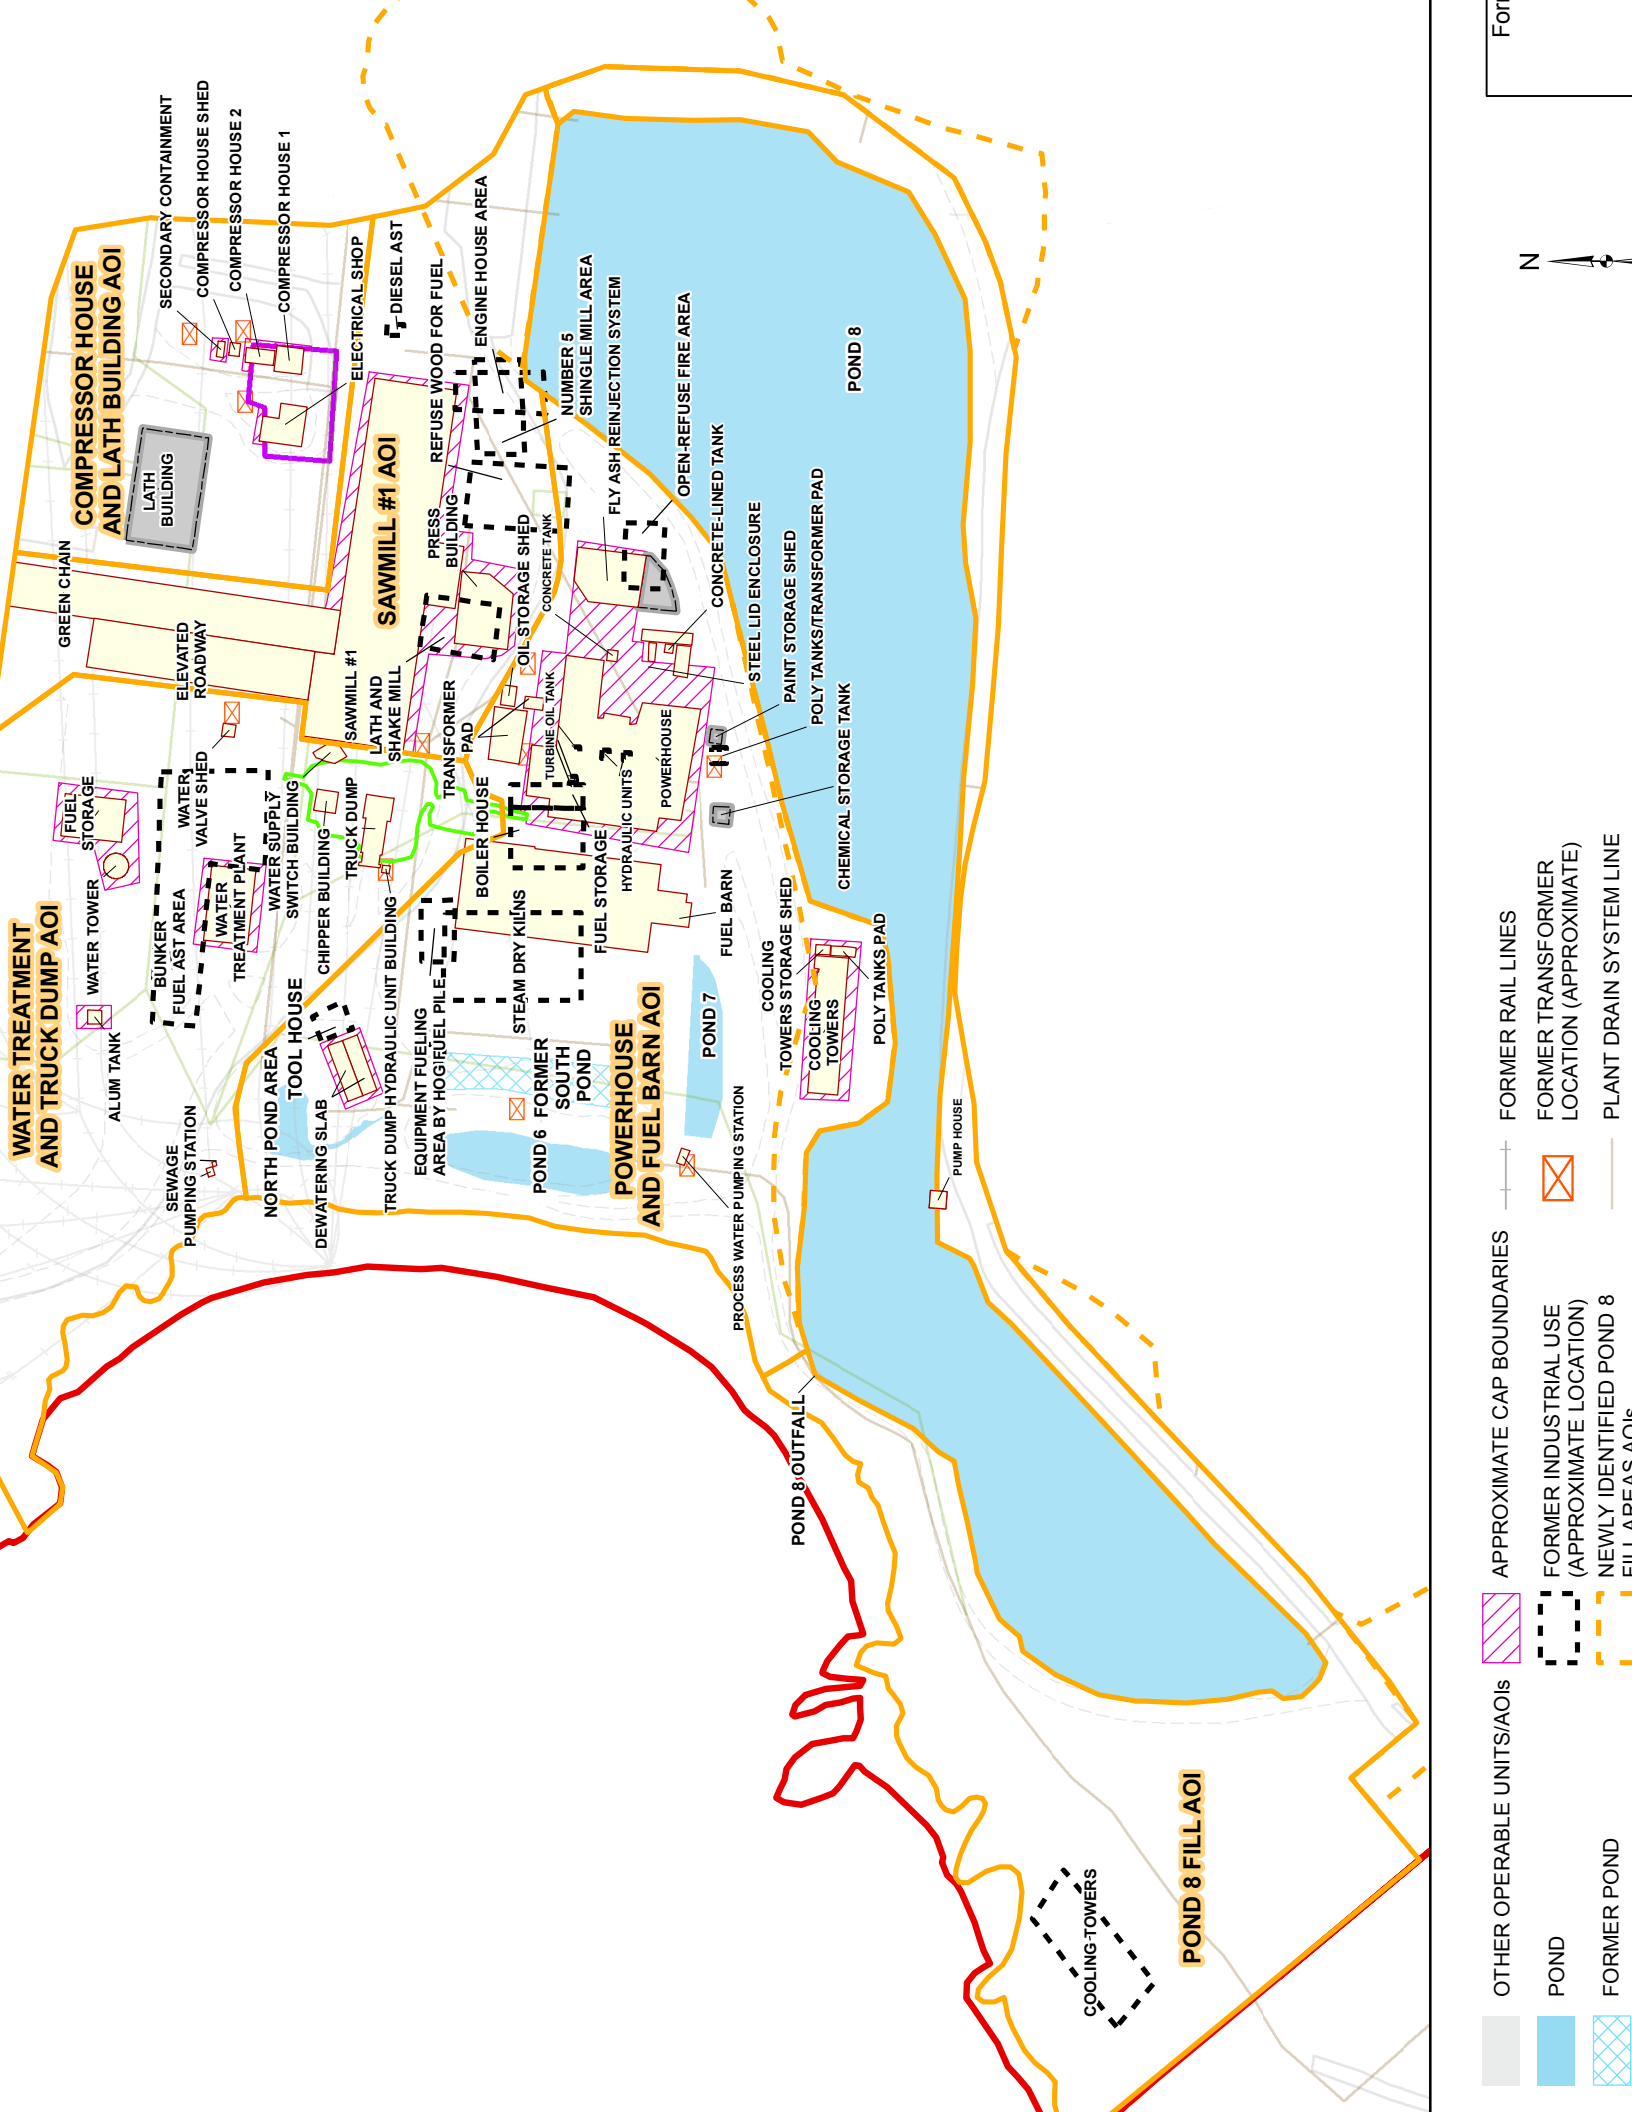 WATER TREATMENT
AND TRUCK DUMP AOI
COMPRESSOR HOUSE
AND LATH BUILDING AOI
SECONDARY CONTAINMENT
COMPRESSOR HOUSE SHED
COMPRESSOR HOUSE 2
COMPRESSOR HOUSE 1
ELECTRICAL SHOP
DIESEL AST
LATH
BUILDING
GREEN CHAIN
ELEVATED
ROADWAY
SAWMILL #1 AOI
SAWMILL #1
REFUSE WOOD FOR FUEL
ENGINE HOUSE AREA
NUMBER 5
SHINGLE MILL AREA
FLY ASH REINJECTION SYSTEM
OPEN-REFUSE FIRE AREA
CONCRETE-LINED TANK
PRESS
BUILDING
OIL STORAGE SHED
CONCRETE TANK
LATH AND
SHAKE MILL
TRANSFORMER
PAD
TURBINE OIL TANK
STEEL LID ENCLOSURE
PAINT STORAGE SHED
POLY TANKS/TRANSFORMER PAD
CHEMICAL STORAGE TANK
POND 8
FUEL
STORAGE
WATER TOWER
WATER
VALVE SHED
BUNKER
FUEL AST AREA
WATER
TREATMENT PLANT
WATER SUPPLY
SWITCH BUILDING
CHIPPER BUILDING
TRUCK DUMP
TRUCK DUMP HYDRAULIC UNIT BUILDING
BOILER HOUSE
POWERHOUSE
HYDRAULIC UNITS
FUEL STORAGE
STEAM DRY KILNS
FUEL BARN
ALUM TANK
SEWAGE
PUMPING STATION
NORTH POND AREA
TOOL HOUSE
DEWATERING SLAB
EQUIPMENT FUELING
AREA BY HOG FUEL PILE
POND 6
FORMER
SOUTH
POND
POWERHOUSE
AND FUEL BARN AOI
POND 7
COOLING
TOWERS STORAGE SHED
COOLING
TOWERS
POLY TANKS PAD
PROCESS WATER PUMPING STATION
PUMP HOUSE
POND 8 OUTFALL
COOLING TOWERS
POND 8 FILL AOI
N
OTHER OPERABLE UNITS/AOIs
POND
FORMER POND
APPROXIMATE CAP BOUNDARIES
FORMER INDUSTRIAL USE
(APPROXIMATE LOCATION)
NEWLY IDENTIFIED POND 8
FILL AREAS AOIs
FORMER RAIL LINES
FORMER TRANSFORMER
LOCATION (APPROXIMATE)
PLANT DRAIN SYSTEM LINE